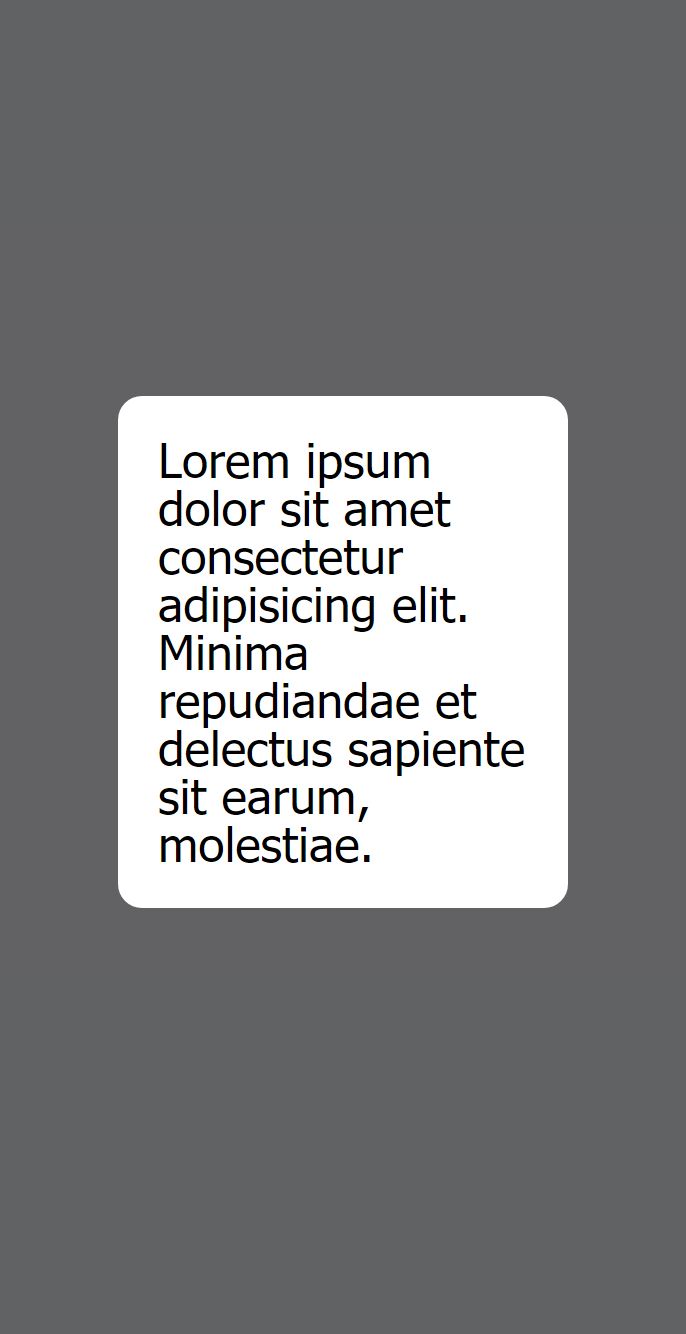 Lorem ipsum
dolor sit amet
consectetur
adipisicing elit.
Minima
repudiandae et
delectus sapiente
sit earum,
molestiae.